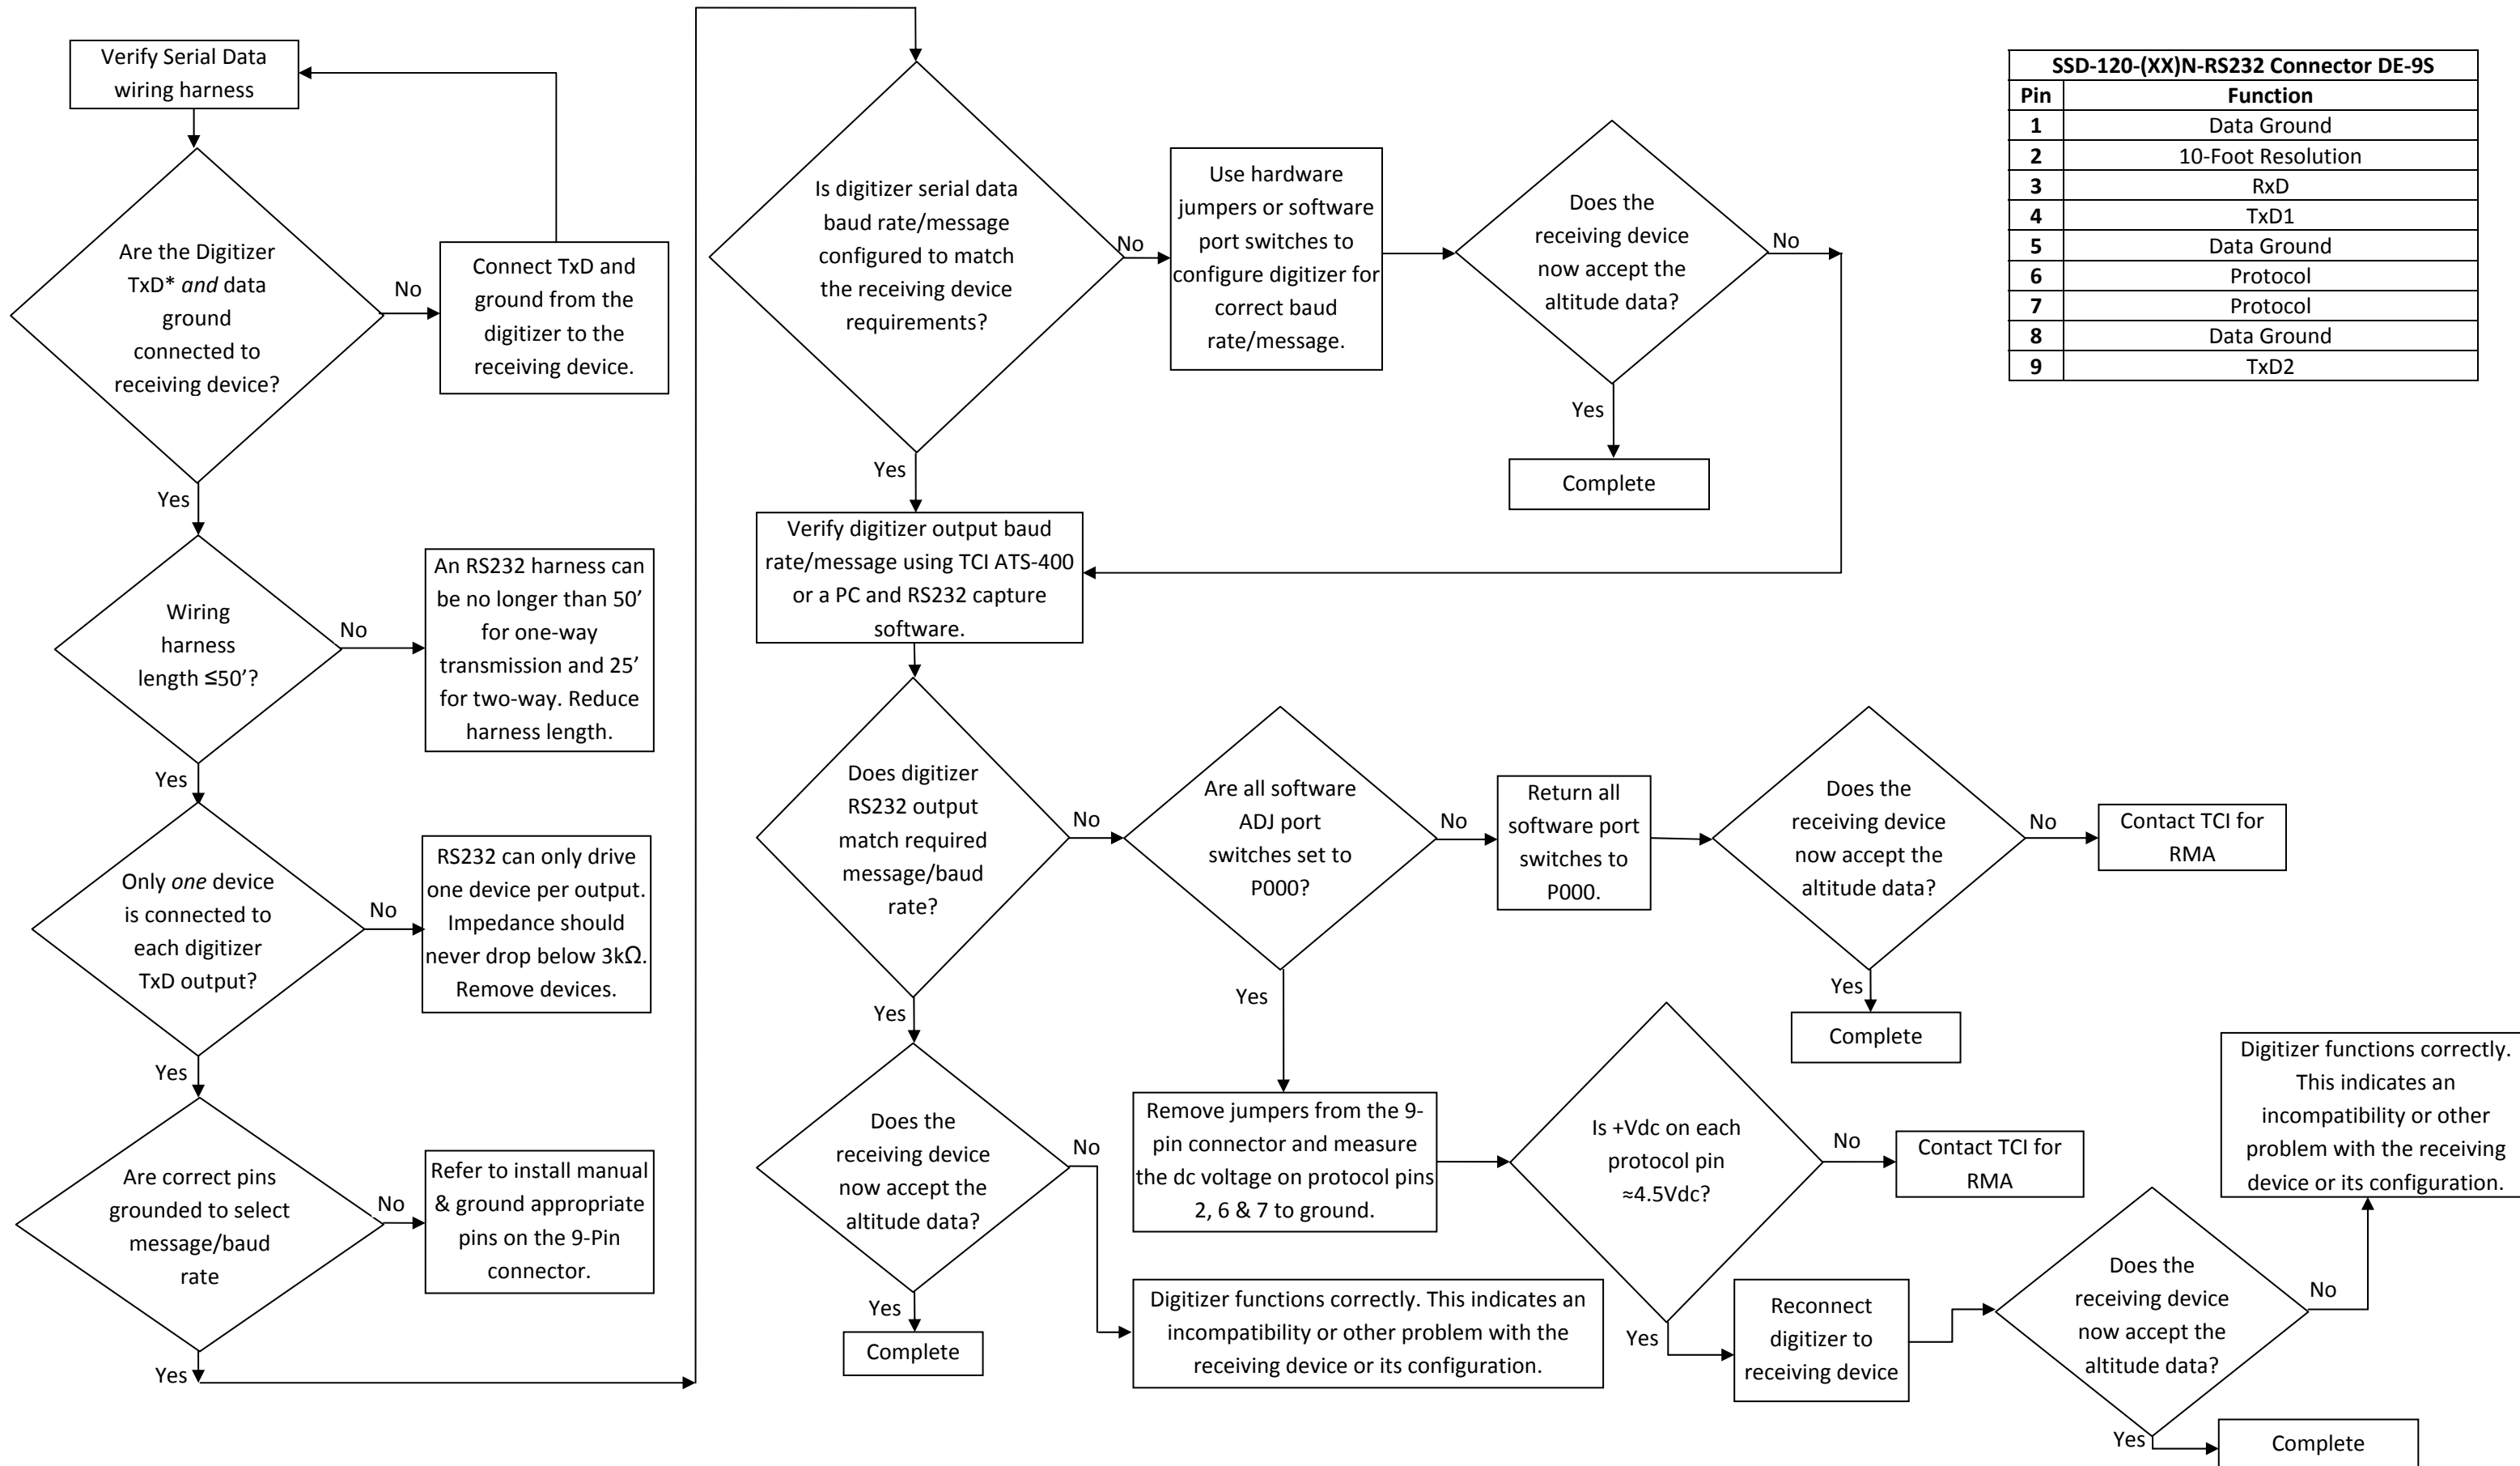 Verify Serial Data
wiring harness
Are the Digitizer
TxD* and data
ground
connected to
receiving device?
No
Connect TxD and
ground from the
digitizer to the
receiving device.
Yes
Wiring
harness
length ≤50’?
No
An RS232 harness can
be no longer than 50’
for one-way
transmission and 25’
for two-way. Reduce
harness length.
Yes
Only one device
is connected to
each digitizer
TxD output?
No
RS232 can only drive
one device per output.
Impedance should
never drop below 3kΩ.
Remove devices.
Yes
Are correct pins
grounded to select
message/baud
rate
No
Refer to install manual
& ground appropriate
pins on the 9-Pin
connector.
Yes
Is digitizer serial data
baud rate/message
configured to match
the receiving device
requirements?
No
Use hardware
jumpers or software
port switches to
configure digitizer for
correct baud
rate/message.
Does the
receiving device
now accept the
altitude data?
No
Yes
Complete
Yes
Verify digitizer output baud
rate/message using TCI ATS-400
or a PC and RS232 capture
software.
Does digitizer
RS232 output
match required
message/baud
rate?
No
Are all software
ADJ port
switches set to
P000?
No
Return all
software port
switches to
P000.
Does the
receiving device
now accept the
altitude data?
No
Contact TCI for
RMA
Yes
Complete
Yes
Remove jumpers from the 9-
pin connector and measure
the dc voltage on protocol pins
2, 6 & 7 to ground.
Is +Vdc on each
protocol pin
≈4.5Vdc?
No
Contact TCI for
RMA
Yes
Reconnect
digitizer to
receiving device
Does the
receiving device
now accept the
altitude data?
No
Digitizer functions correctly.
This indicates an
incompatibility or other
problem with the receiving
device or its configuration.
Yes
Complete
Yes
Does the
receiving device
now accept the
altitude data?
No
Digitizer functions correctly. This indicates an
incompatibility or other problem with the
receiving device or its configuration.
Yes
Complete
SSD-120-(XX)N-RS232 Connector DE-9S
Pin Function
1 Data Ground
2 10-Foot Resolution
3 RxD
4 TxD1
5 Data Ground
6 Protocol
7 Protocol
8 Data Ground
9 TxD2